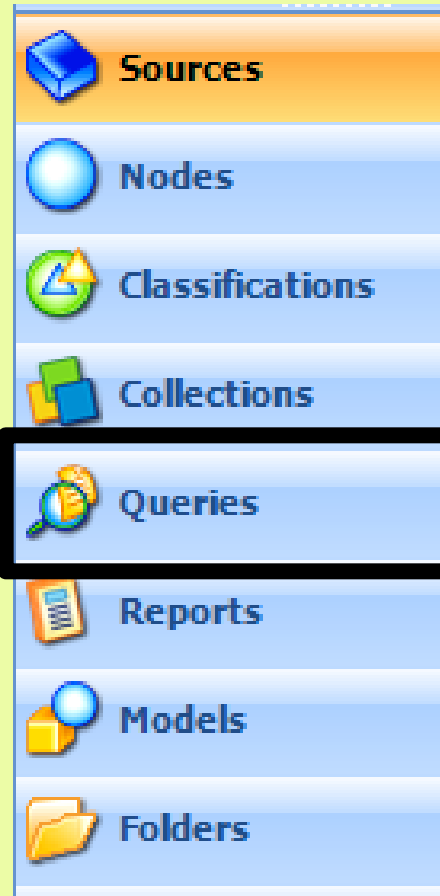 Sources
Nodes
Classifications
Collections
Queries
Reports
Models
Folders